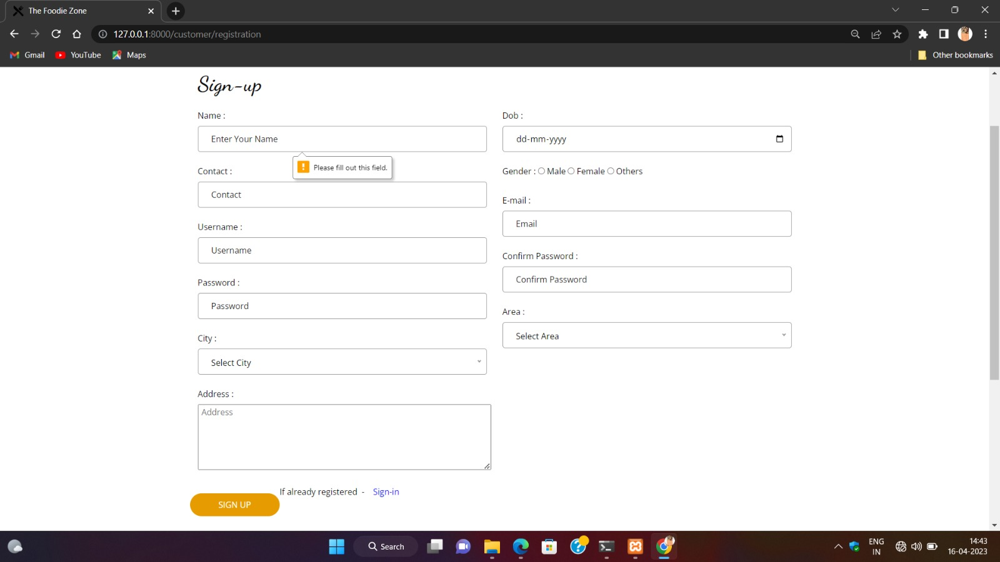 The Foodie Zone
127.0.0.1:8000/customer/registration
Gmail YouTube Maps Other bookmarks
Sign-up
Name : Dob :
Enter Your Name dd-mm-yyyy
Please fill out this field.
Contact : Gender : Male Female Others
Contact
E-mail :
Username : Email
Username
Confirm Password :
Password : Confirm Password
Password
Area :
City : Select Area
Select City
Address :
Address
If already registered - Sign-in
SIGN UP
Search
ENG
IN
14:43
16-04-2023